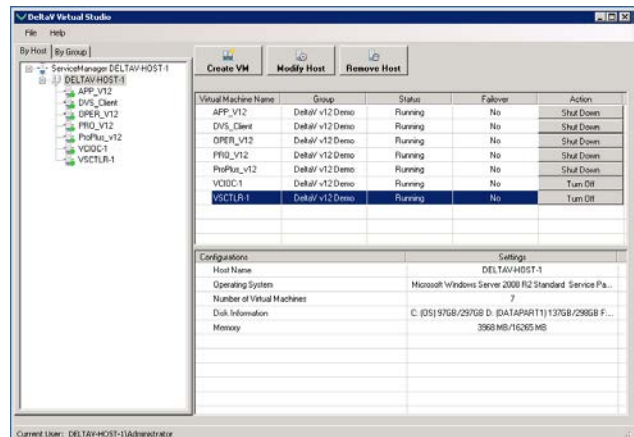 DeltaV Virtual Studio
File Help
By Host By Group
ServiceManager DELTAV-HOST-1
DELTAV-HOST-1
APP_V12
DVS_Client
OPER_V12
PRO_V12
ProPlus_v12
VCIOC-1
VSCTLR-1
Create VM Modify Host Remove Host
Virtual Machine Name Group Status Failover Action
APP_V12 DeltaV v12 Demo Running No Shut Down
DVS_Client DeltaV v12 Demo Running No Shut Down
OPER_V12 DeltaV v12 Demo Running No Shut Down
PRO_V12 DeltaV v12 Demo Running No Shut Down
ProPlus_v12 DeltaV v12 Demo Running No Shut Down
VCIOC-1 DeltaV v12 Demo Running No Turn Off
VSCTLR-1 DeltaV v12 Demo Running No Turn Off
Configurations Settings
Host Name DELTAV-HOST-1
Operating System Microsoft Windows Server 2008 R2 Standard Service Pa...
Number of Virtual Machines 7
Disk Information C: (OS) 97GB/297GB D: (DATAPART1) 137GB/298GB F...
Memory 3968 MB/16265 MB
Current User: DELTAV-HOST-1\Administrator